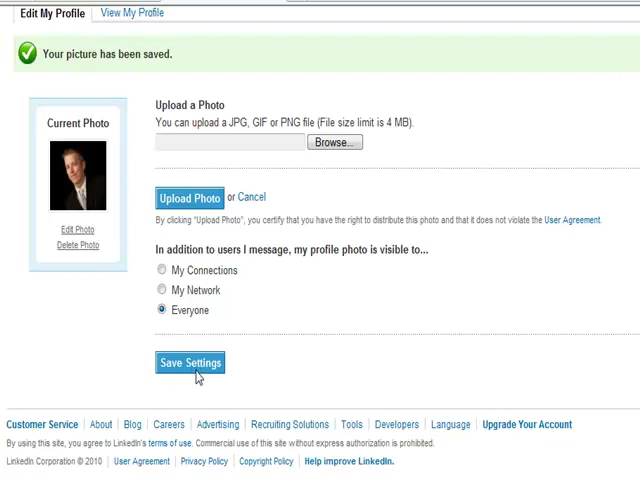 Edit My Profile View My Profile
Your picture has been saved.
Current Photo
Edit Photo
Delete Photo
Upload a Photo
You can upload a JPG, GIF or PNG file (File size limit is 4 MB).
Browse...
Upload Photo or Cancel
By clicking "Upload Photo", you certify that you have the right to distribute this photo and that it does not violate the User Agreement.
In addition to users I message, my profile photo is visible to...
My Connections
My Network
Everyone
Save Settings
Customer Service About Blog Careers Advertising Recruiting Solutions Tools Developers Language Upgrade Your Account
By using this site, you agree to LinkedIn's terms of use. Commercial use of this site without express authorization is prohibited.
LinkedIn Corporation © 2010 User Agreement Privacy Policy Copyright Policy Help improve LinkedIn.